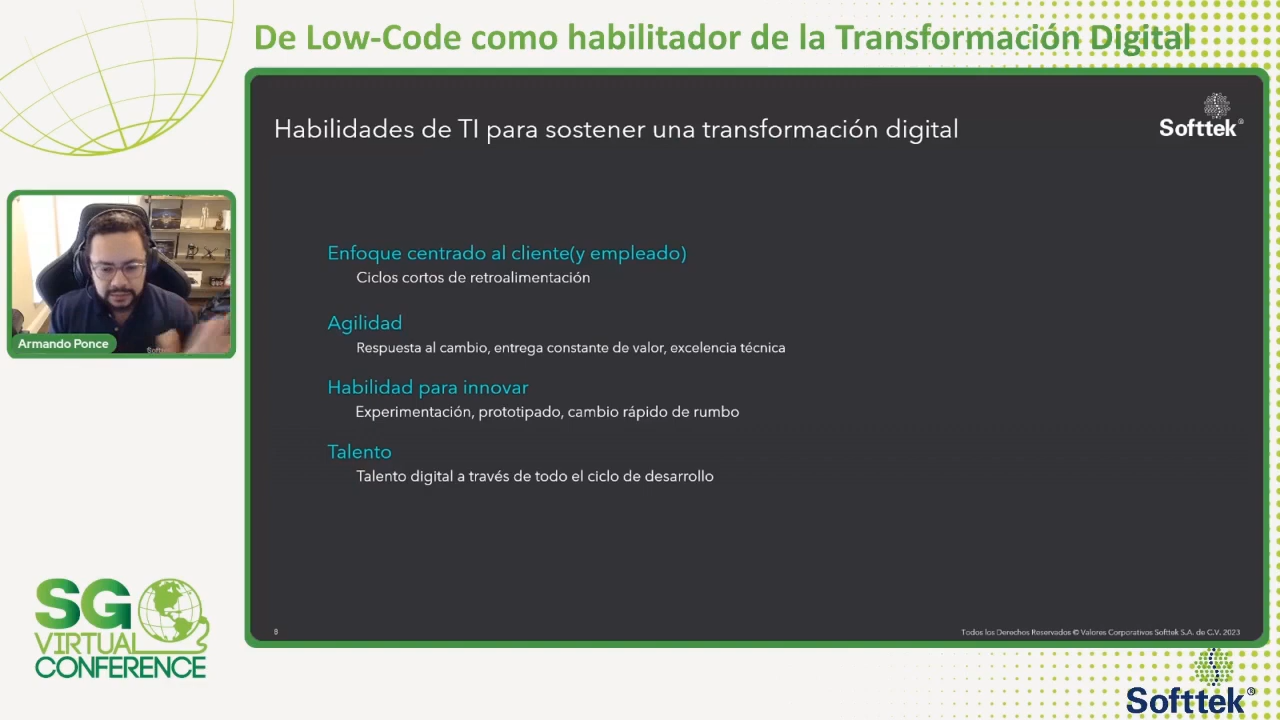 De Low-Code como habilitador de la Transformación Digital
Habilidades de TI para sostener una transformación digital
Softtek®
Enfoque centrado al cliente(y empleado)
Ciclos cortos de retroalimentación
Agilidad
Respuesta al cambio, entrega constante de valor, excelencia técnica
Habilidad para innovar
Experimentación, prototipado, cambio rápido de rumbo
Talento
Talento digital a través de todo el ciclo de desarrollo
8
Todos los Derechos Reservados © Valores Corporativos Softtek S.A. de C.V. 2023
Armando Ponce
Softtek
SG
VIRTUAL
CONFERENCE
Softtek®